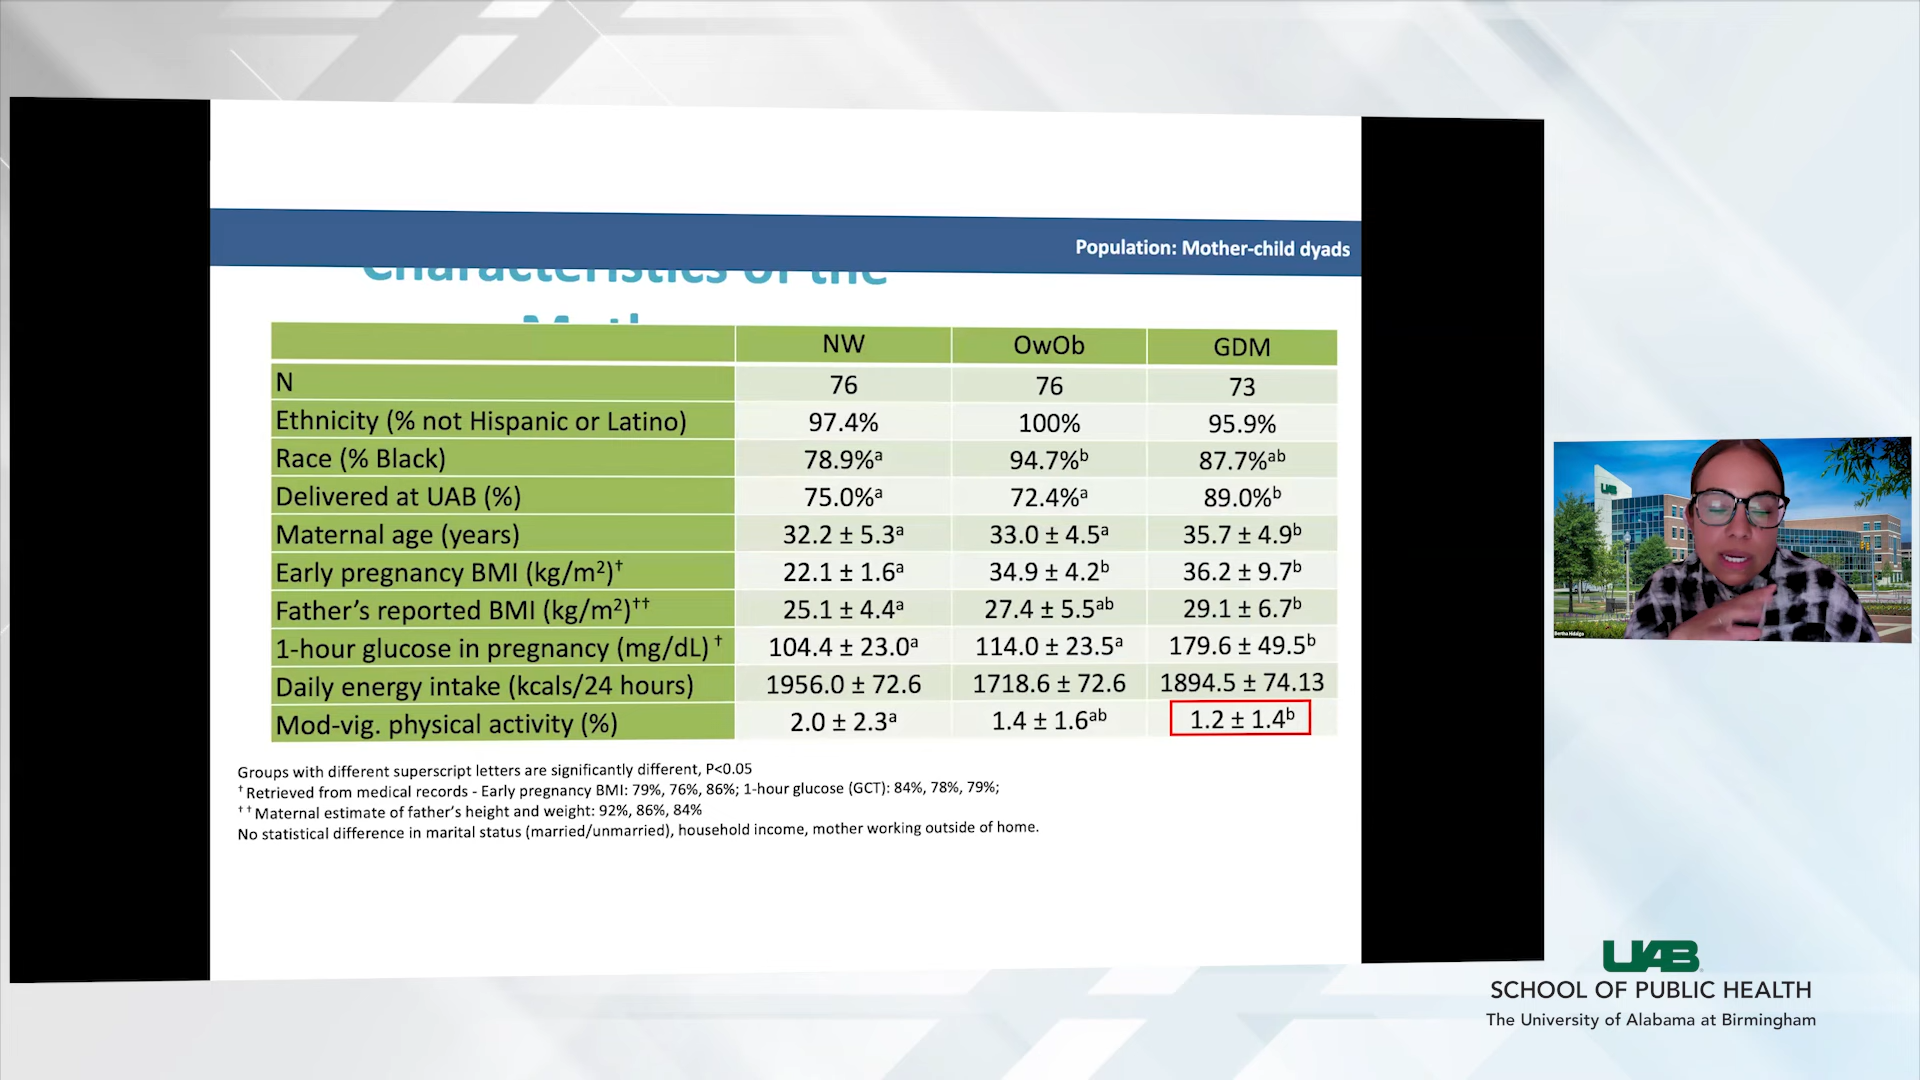 Population: Mother-child dyads
Characteristics of the
NW OwOb GDM
N 76 76 73
Ethnicity (% not Hispanic or Latino) 97.4% 100% 95.9%
Race (% Black) 78.9%ᵃ 94.7%ᵇ 87.7%ᵃᵇ
Delivered at UAB (%) 75.0%ᵃ 72.4%ᵃ 89.0%ᵇ
Maternal age (years) 32.2 ± 5.3ᵃ 33.0 ± 4.5ᵃ 35.7 ± 4.9ᵇ
Early pregnancy BMI (kg/m²)† 22.1 ± 1.6ᵃ 34.9 ± 4.2ᵇ 36.2 ± 9.7ᵇ
Father's reported BMI (kg/m²)†† 25.1 ± 4.4ᵃ 27.4 ± 5.5ᵃᵇ 29.1 ± 6.7ᵇ
1-hour glucose in pregnancy (mg/dL) † 104.4 ± 23.0ᵃ 114.0 ± 23.5ᵃ 179.6 ± 49.5ᵇ
Daily energy intake (kcals/24 hours) 1956.0 ± 72.6 1718.6 ± 72.6 1894.5 ± 74.13
Mod-vig. physical activity (%) 2.0 ± 2.3ᵃ 1.4 ± 1.6ᵃᵇ 1.2 ± 1.4ᵇ
Groups with different superscript letters are significantly different, P<0.05
† Retrieved from medical records - Early pregnancy BMI: 79%, 76%, 86%; 1-hour glucose (GCT): 84%, 78%, 79%;
†† Maternal estimate of father's height and weight: 92%, 86%, 84%
No statistical difference in marital status (married/unmarried), household income, mother working outside of home.
UAB
Bertha Hidalgo
UAB
SCHOOL OF PUBLIC HEALTH
The University of Alabama at Birmingham